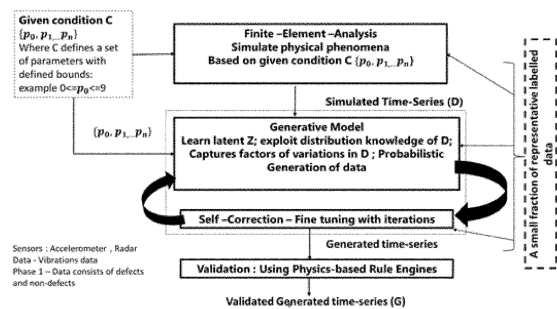 Given condition C
{p₀, p₁,...pₙ}
Where C defines a set
of parameters with
defined bounds:
example 0<=p₀<=9
Finite –Element –Analysis
Simulate physical phenomena
Based on given condition C {p₀, p₁,...pₙ}
Simulated Time-Series (D)
{p₀, p₁,...pₙ}
Generative Model
Learn latent Z; exploit distribution knowledge of D;
Captures factors of variations in D ; Probabilistic
Generation of data
Self –Correction – Fine tuning with iterations
Generated time-series
Sensors : Accelerometer , Radar
Data - Vibrations data
Phase 1 – Data consists of defects
and non-defects
Validation : Using Physics-based Rule Engines
Validated Generated time-series (G)
A small fraction of representative labelled
data